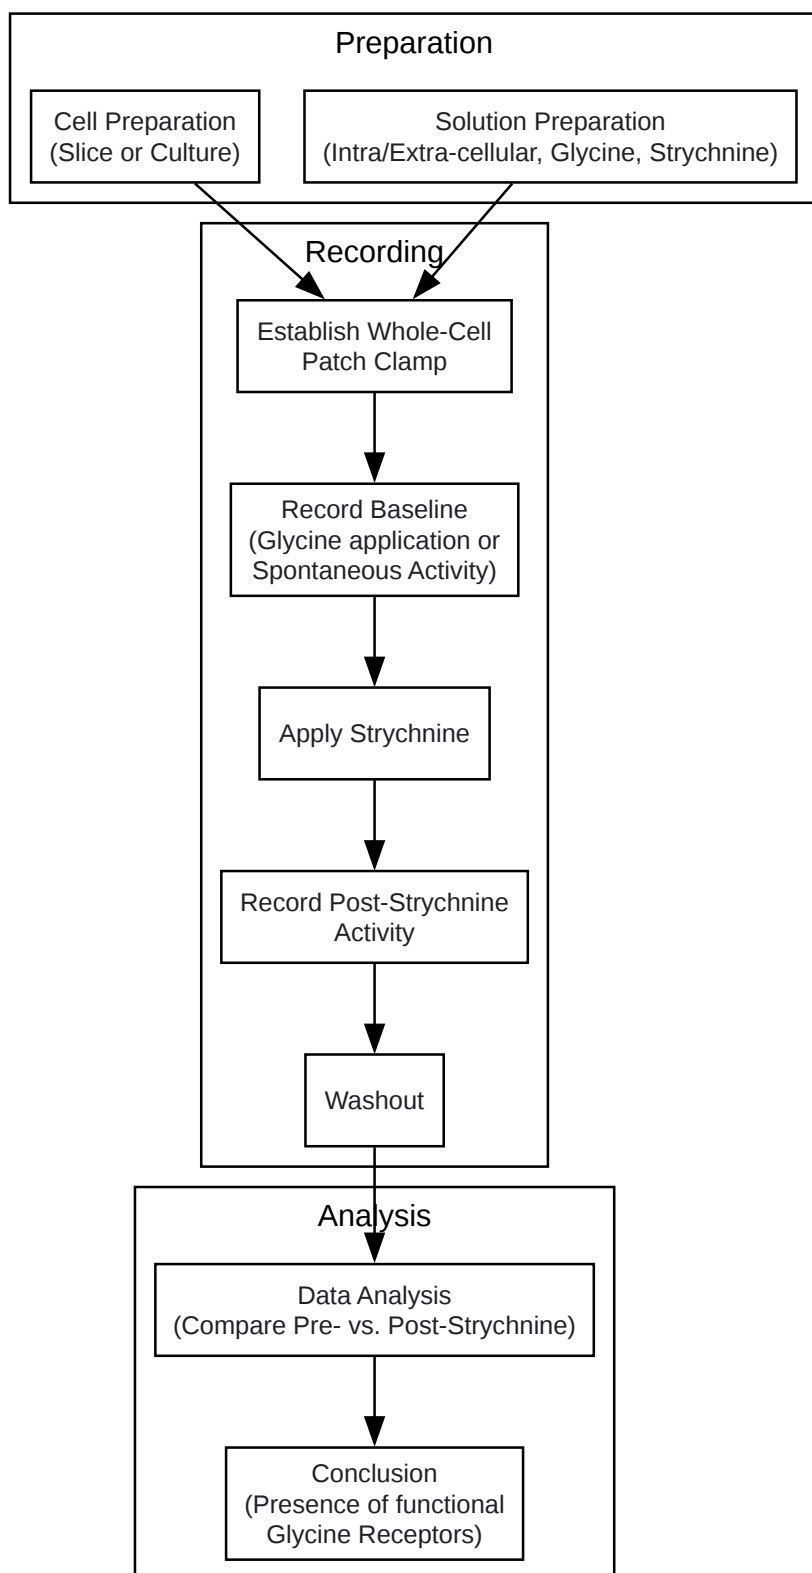 Preparation
Cell Preparation
(Slice or Culture)
Solution Preparation
(Intra/Extra-cellular, Glycine, Strychnine)
Recording
Establish Whole-Cell
Patch Clamp
Record Baseline
(Glycine application or
Spontaneous Activity)
Apply Strychnine
Record Post-Strychnine
Activity
Washout
Analysis
Data Analysis
(Compare Pre- vs. Post-Strychnine)
Conclusion
(Presence of functional
Glycine Receptors)